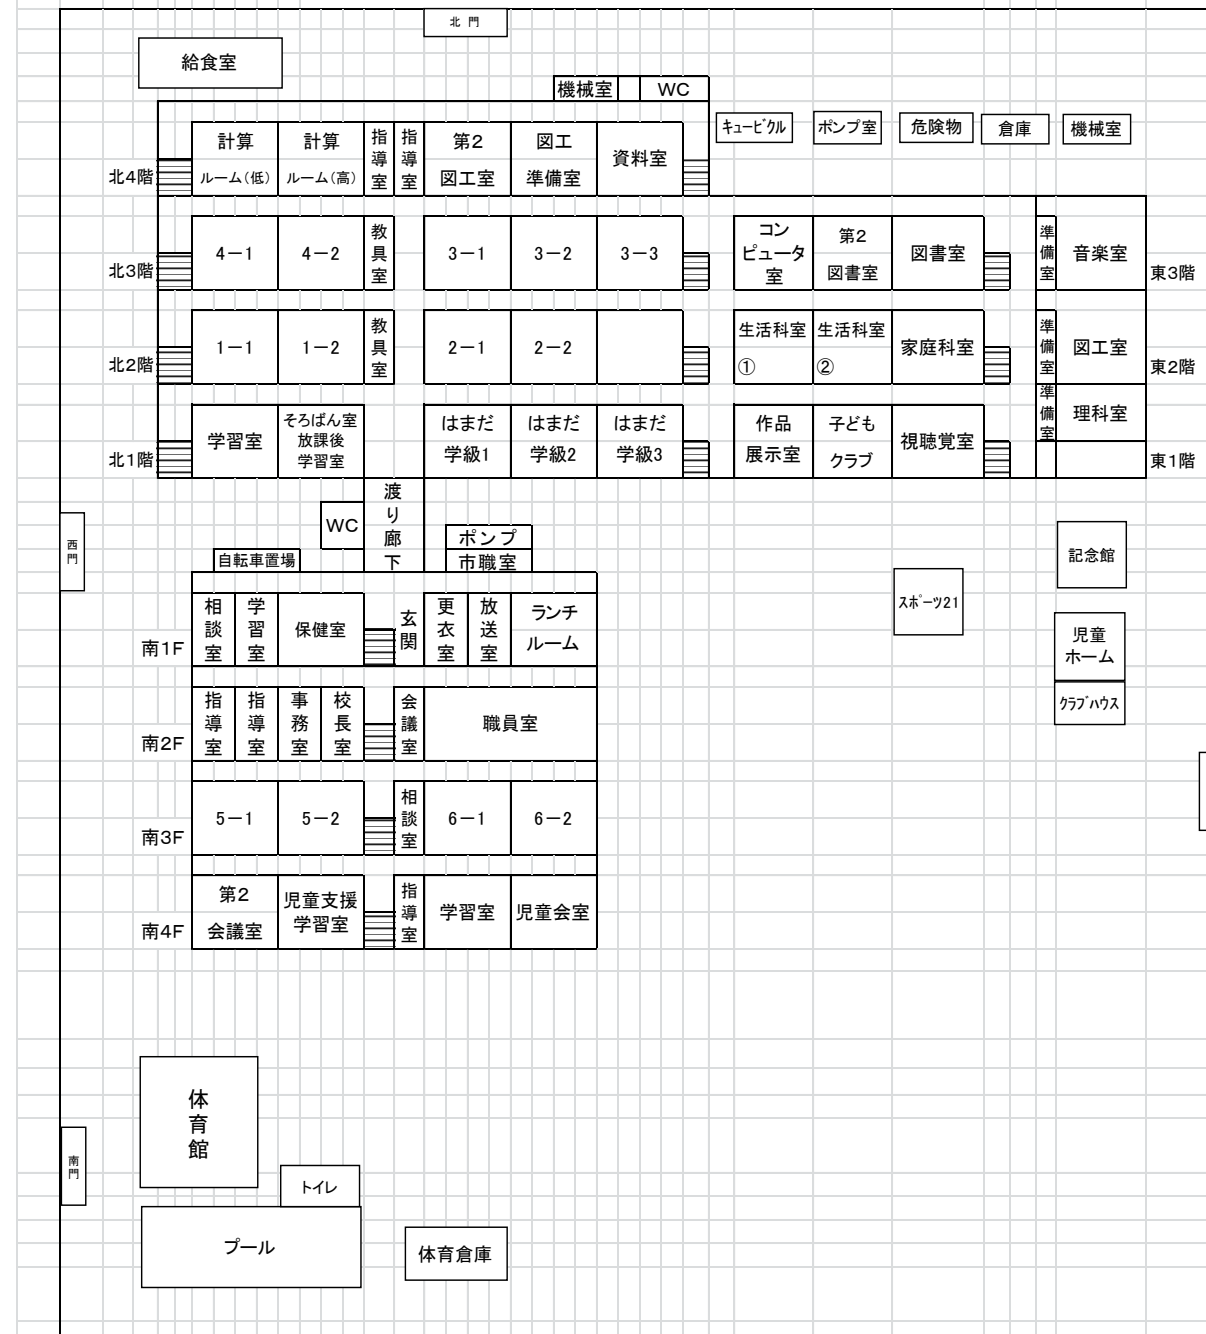 北 門
給食室
機械室
WC
ｷｭｰﾋﾞｸﾙ
ポンプ室
危険物
倉庫
機械室
計算
ルーム(低)
計算
ルーム(高)
指導室
指導室
第2
図工室
図工
準備室
資料室
北4階
4－1
4－2
教具室
3－1
3－2
3－3
コン
ピュータ
室
第2
図書室
図書室
準備室
音楽室
北3階
東3階
1－1
1－2
教具室
2－1
2－2
生活科室
①
生活科室
②
家庭科室
準備室
図工室
北2階
東2階
学習室
そろばん室
放課後
学習室
はまだ
学級1
はまだ
学級2
はまだ
学級3
作品
展示室
子ども
クラブ
視聴覚室
準備室
理科室
北1階
東1階
渡り廊下
WC
ポンプ
市職室
自転車置場
西門
記念館
ｽﾎﾟｰﾂ21
児童
ホーム
ｸﾗﾌﾞﾊｳｽ
相談室
学習室
保健室
玄関
更衣室
放送室
ランチ
ルーム
南1F
指導室
指導室
事務室
校長室
会議室
職員室
南2F
5－1
5－2
相談室
6－1
6－2
南3F
第2
会議室
児童支援
学習室
指導室
学習室
児童会室
南4F
体育館
南門
ﾄｲﾚ
プール
体育倉庫